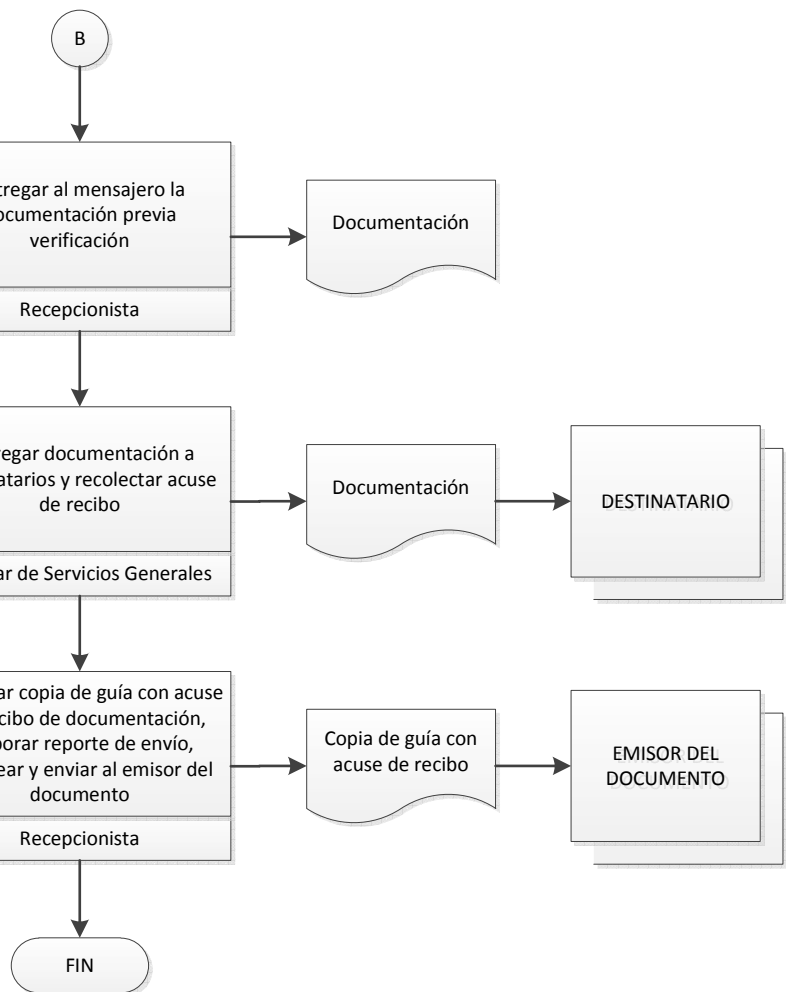 B
tregar al mensajero la
ocumentación previa
verificación
Documentación
Recepcionista
regar documentación a
atarios y recolectar acuse
de recibo
Documentación
DESTINATARIO
ar de Servicios Generales
ar copia de guía con acuse
cibo de documentación,
orar reporte de envío,
ear y enviar al emisor del
documento
Copia de guía con
acuse de recibo
EMISOR DEL
DOCUMENTO
Recepcionista
FIN